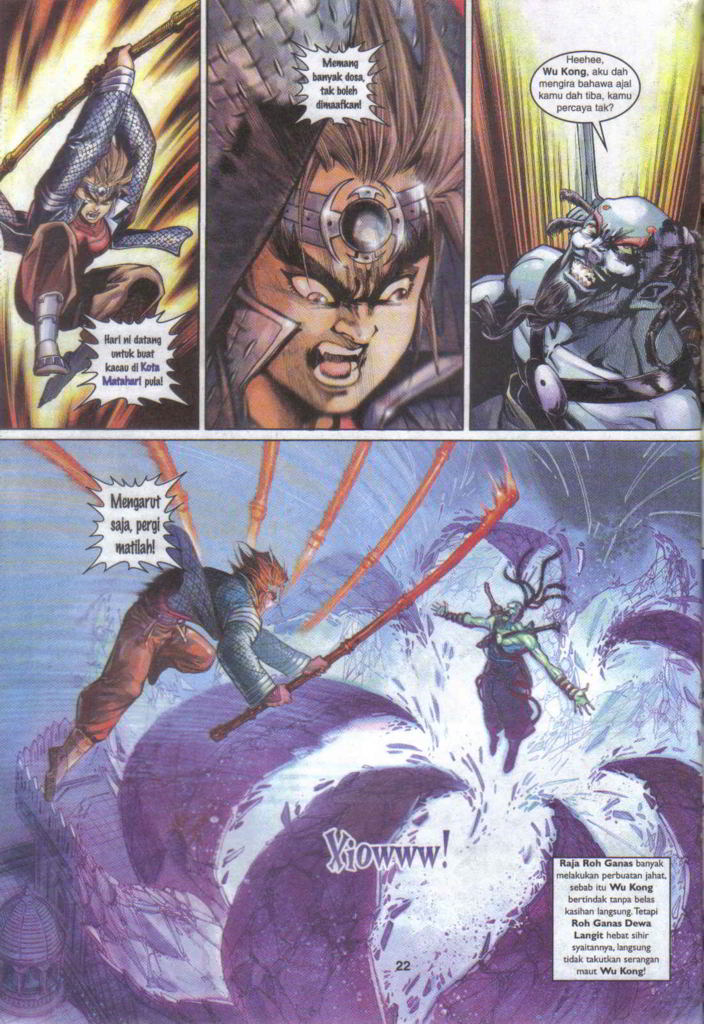 Hari ni datang
untuk buat
kacau di Kota
Matahari pula!
Memang
banyak dosa,
tak boleh
dimaafkan!
Heehee,
Wu Kong, aku dah
mengira bahawa ajal
kamu dah tiba, kamu
percaya tak?
Mengarut
saja, pergi
matilah!
Xiowww!
Raja Roh Ganas banyak
melakukan perbuatan jahat,
sebab itu Wu Kong
bertindak tanpa belas
kasihan langsung. Tetapi
Roh Ganas Dewa
Langit hebat sihir
syaitannya, langsung
tidak takutkan serangan
maut Wu Kong!
22